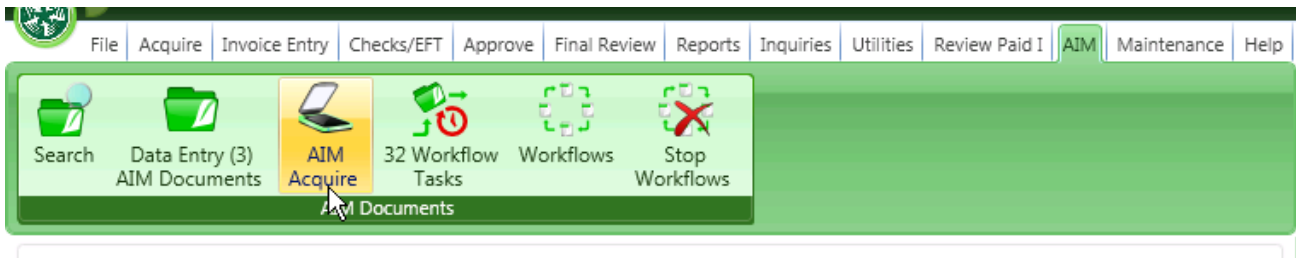 File Acquire Invoice Entry Checks/EFT Approve Final Review Reports Inquiries Utilities Review Paid I AIM Maintenance Help
Search Data Entry (3) AIM 32 Workflow Workflows Stop
AIM Documents Acquire Tasks Workflows
AIM Documents